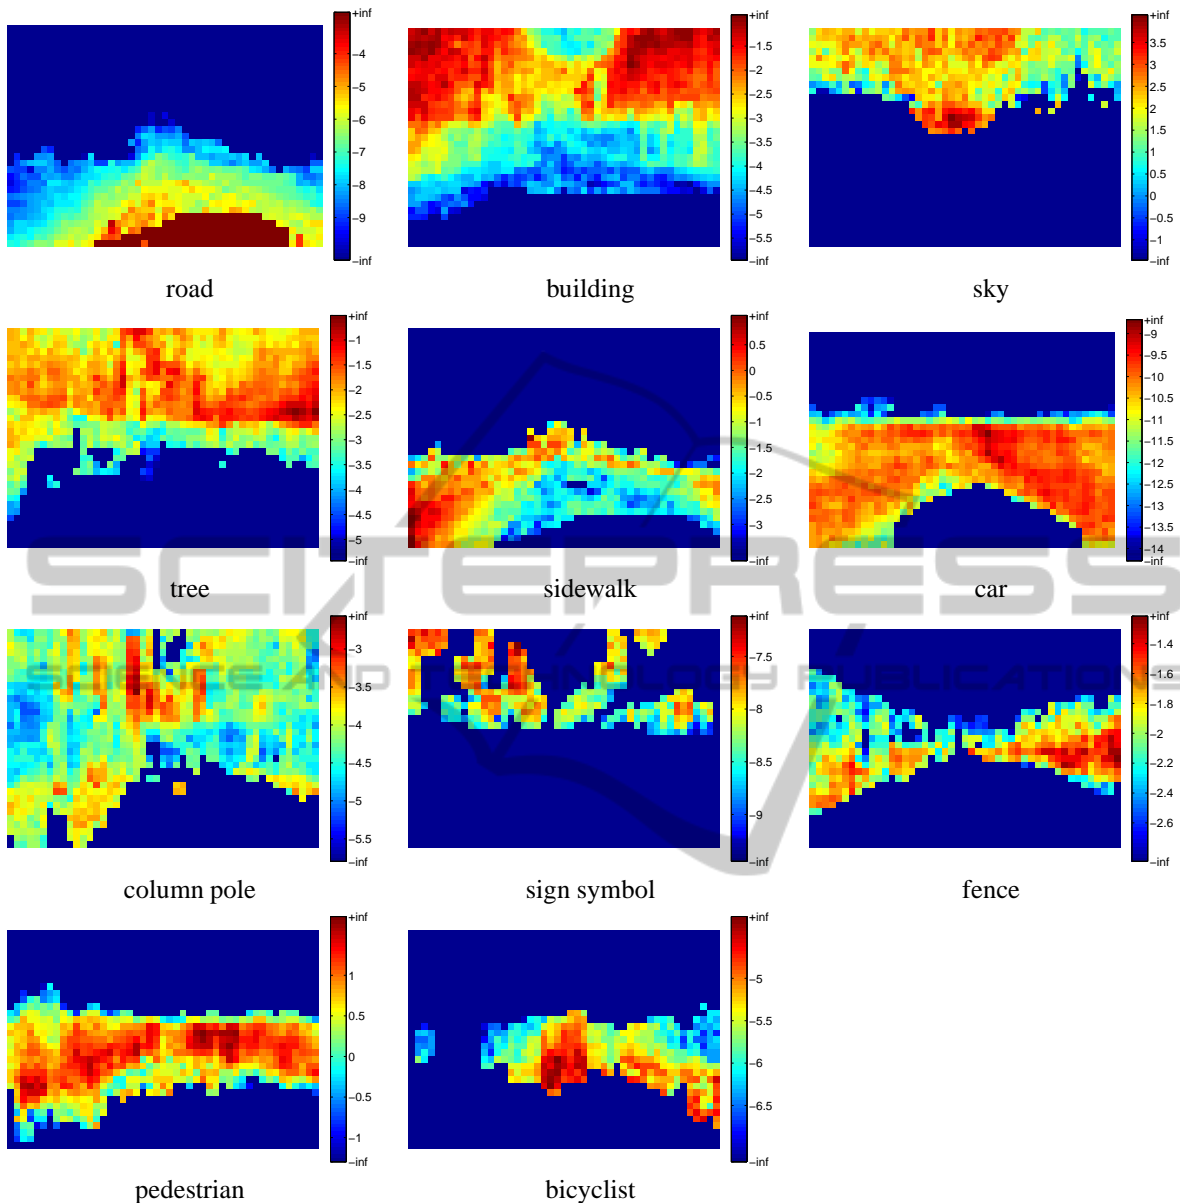 +inf
−4
−5
−6
−7
−8
−9
−inf
road
+inf
−1.5
−2
−2.5
−3
−3.5
−4
−4.5
−5
−5.5
−inf
building
+inf
3.5
3
2.5
2
1.5
1
0.5
0
−0.5
−1
−inf
sky
+inf
−1
−1.5
−2
−2.5
−3
−3.5
−4
−4.5
−5
−inf
tree
+inf
0.5
0
−0.5
−1
−1.5
−2
−2.5
−3
−inf
sidewalk
+inf
−9
−9.5
−10
−10.5
−11
−11.5
−12
−12.5
−13
−13.5
−14
−inf
car
SCITEPRESS
SCIENCE AND TECHNOLOGY PUBLICATIONS
+inf
−3
−3.5
−4
−4.5
−5
−5.5
−inf
column pole
+inf
−7.5
−8
−8.5
−9
−inf
sign symbol
+inf
−1.4
−1.6
−1.8
−2
−2.2
−2.4
−2.6
−inf
fence
+inf
1
0.5
0
−0.5
−1
−inf
pedestrian
+inf
−5
−5.5
−6
−6.5
−inf
bicyclist